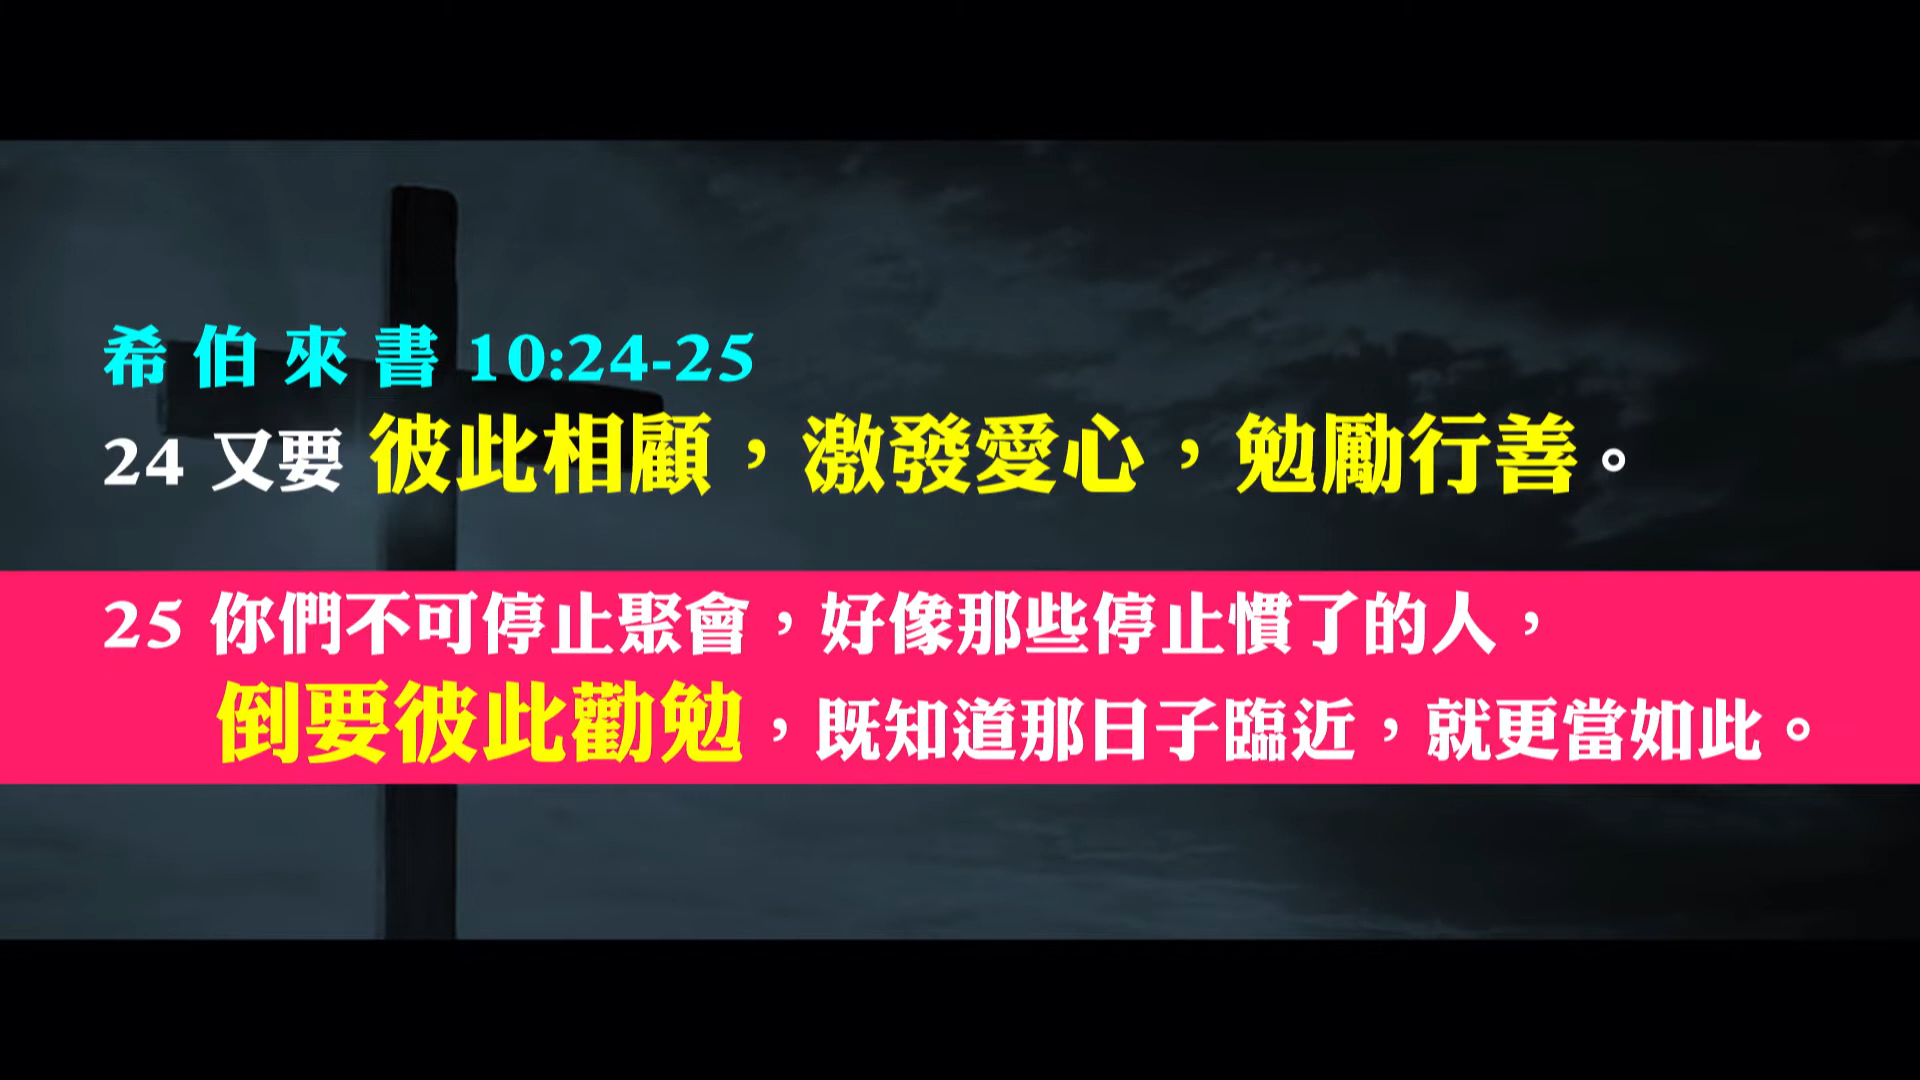 希伯來書 10:24-25
24 又要 彼此相顧，激發愛心，勉勵行善。
25 你們不可停止聚會，好像那些停止慣了的人，
倒要彼此勸勉，既知道那日子臨近，就更當如此。